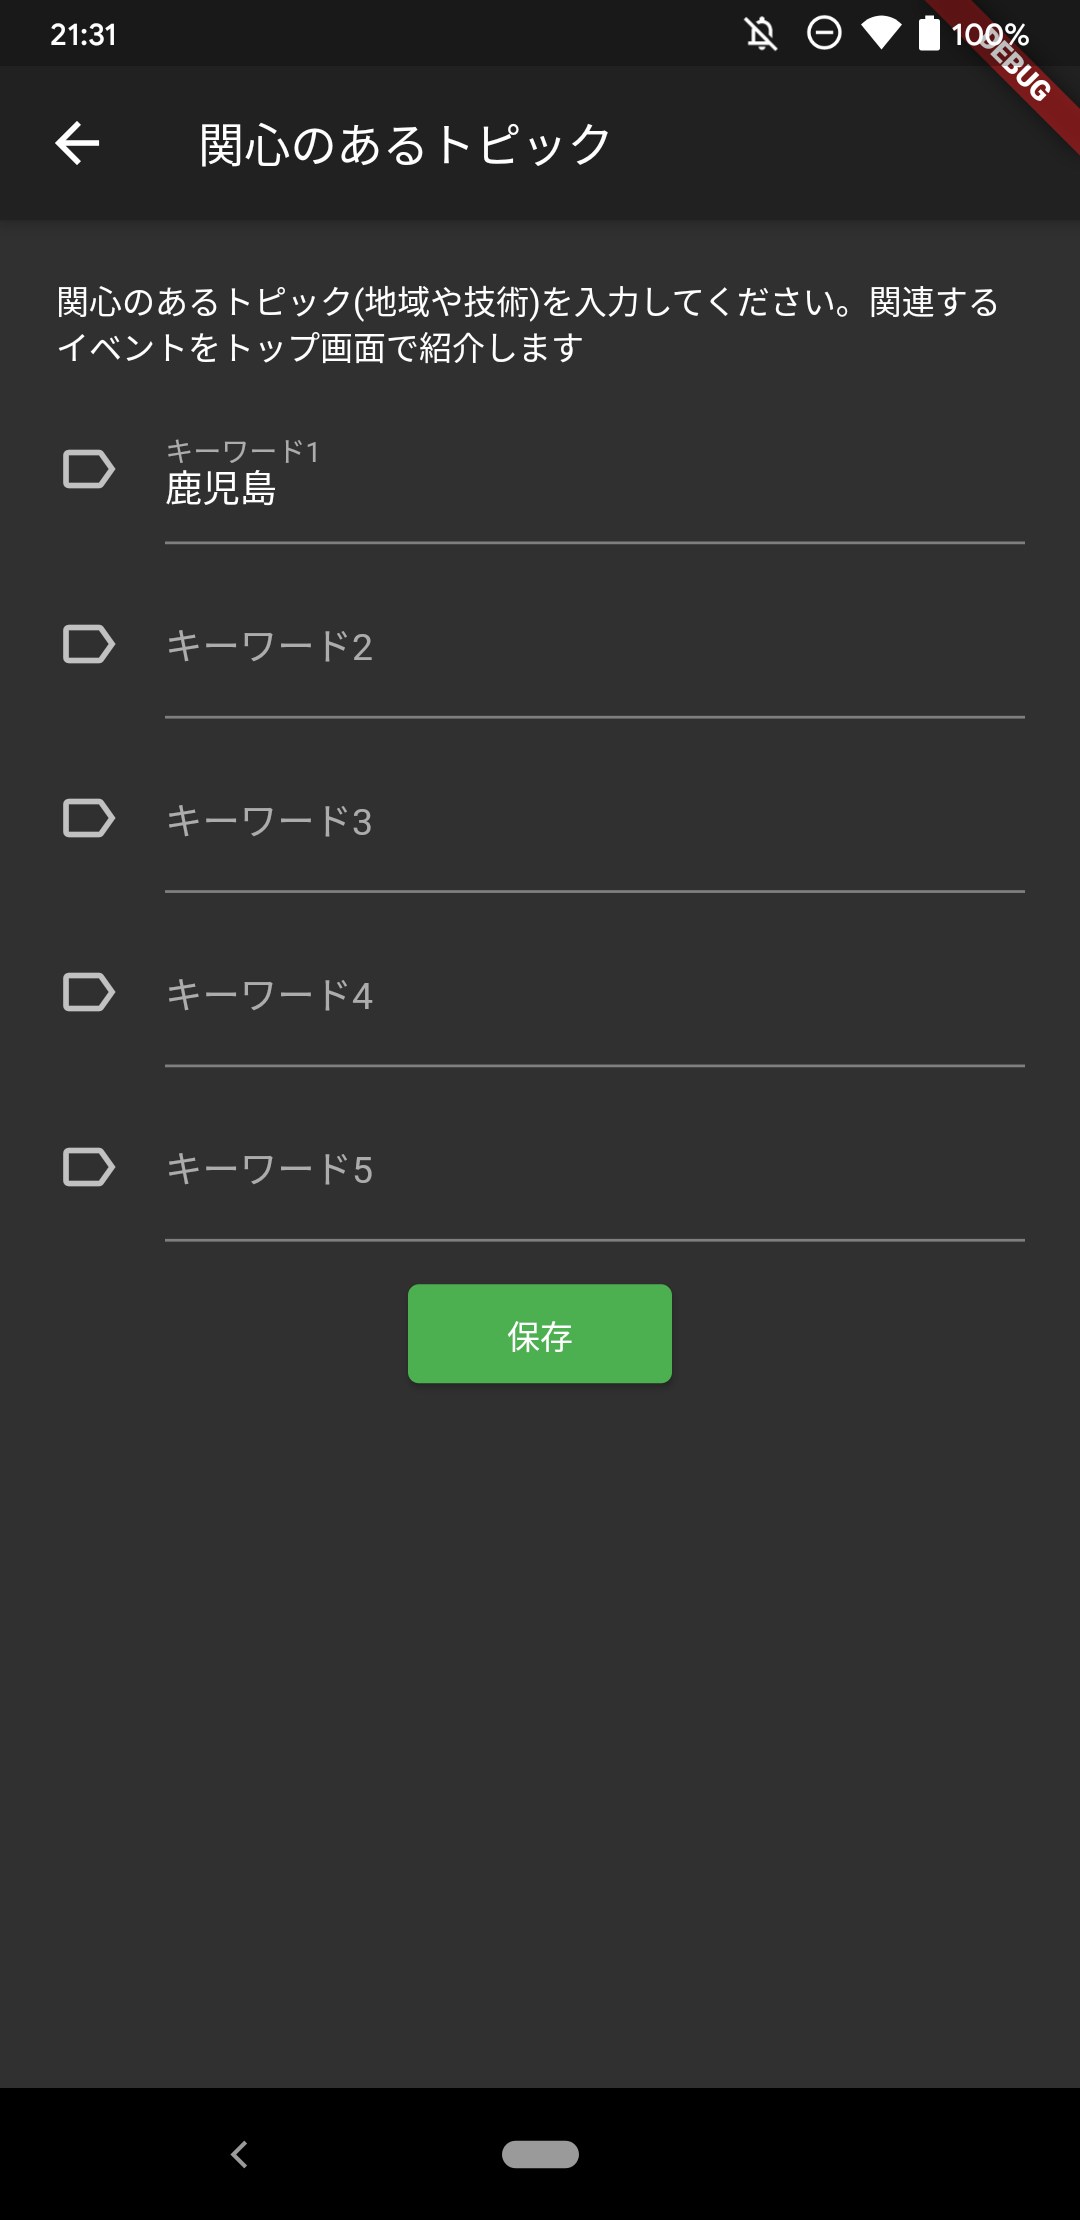 21:31
100%
DEBUG
関心のあるトピック
関心のあるトピック(地域や技術)を入力してください。関連する
イベントをトップ画面で紹介します
キーワード1
鹿児島
キーワード2
キーワード3
キーワード4
キーワード5
保存